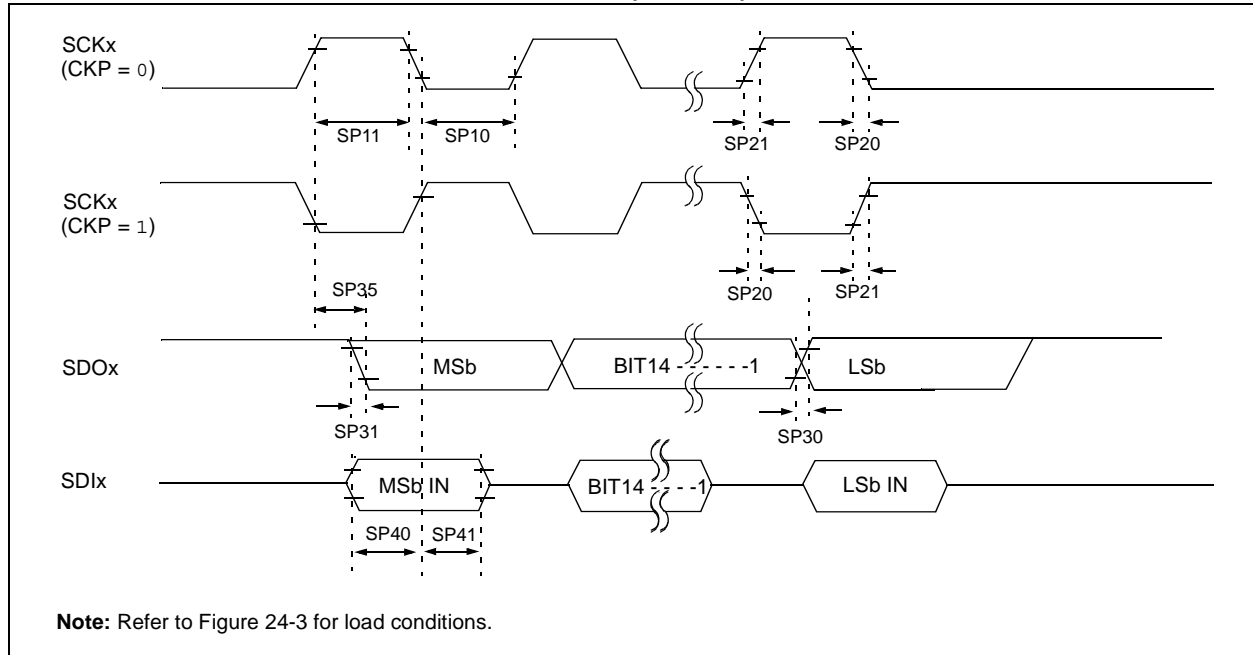 SCKx
(CKP = 0)
SP11
SP10
SP21
SP20
SCKx
(CKP = 1)
SP35
SP20
SP21
SDOx
MSb
BIT14 - - - - - -1
LSb
SP31
SP30
SDIx
MSb IN
BIT14 - - - -1
LSb IN
SP40
SP41
Note: Refer to Figure 24-3 for load conditions.